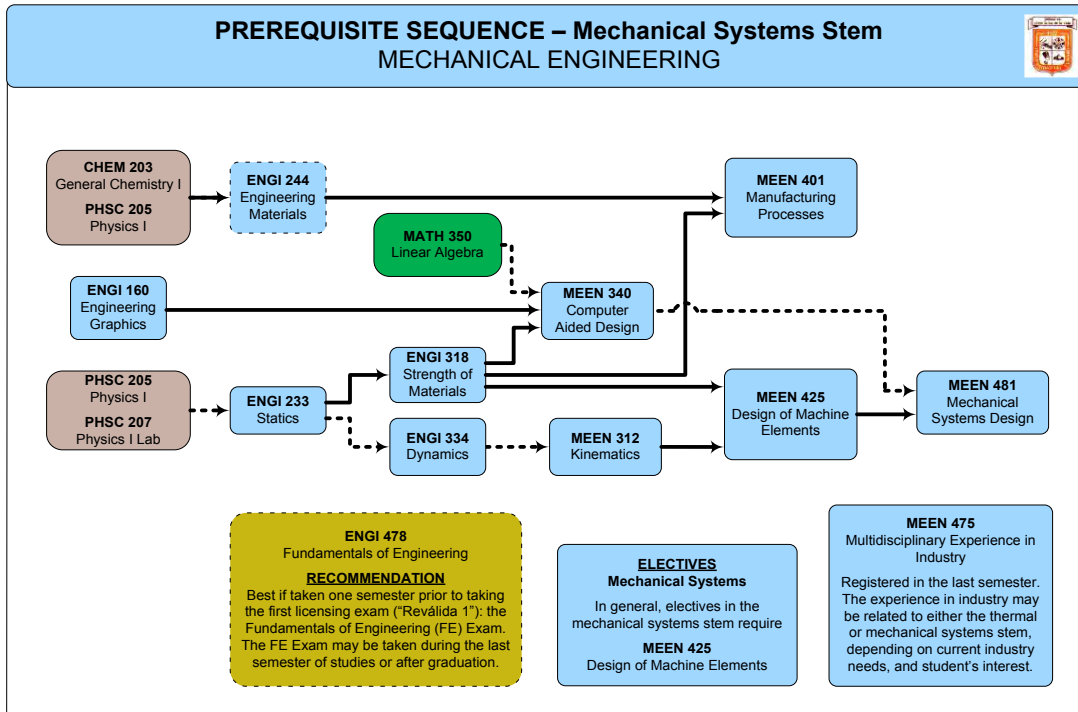 PREREQUISITE SEQUENCE – Mechanical Systems Stem
MECHANICAL ENGINEERING
CHEM 203
General Chemistry I
PHSC 205
Physics I
ENGI 244
Engineering
Materials
MEEN 401
Manufacturing
Processes
MATH 350
Linear Algebra
ENGI 160
Engineering
Graphics
MEEN 340
Computer
Aided Design
PHSC 205
Physics I
PHSC 207
Physics I Lab
ENGI 233
Statics
ENGI 318
Strength of
Materials
ENGI 334
Dynamics
MEEN 312
Kinematics
MEEN 425
Design of Machine
Elements
MEEN 481
Mechanical
Systems Design
ENGI 478
Fundamentals of Engineering
RECOMMENDATION
Best if taken one semester prior to taking
the first licensing exam (“Reválida 1”): the
Fundamentals of Engineering (FE) Exam.
The FE Exam may be taken during the last
semester of studies or after graduation.
ELECTIVES
Mechanical Systems
In general, electives in the
mechanical systems stem require
MEEN 425
Design of Machine Elements
MEEN 475
Multidisciplinary Experience in
Industry
Registered in the last semester.
The experience in industry may
be related to either the thermal
or mechanical systems stem,
depending on current industry
needs, and student’s interest.